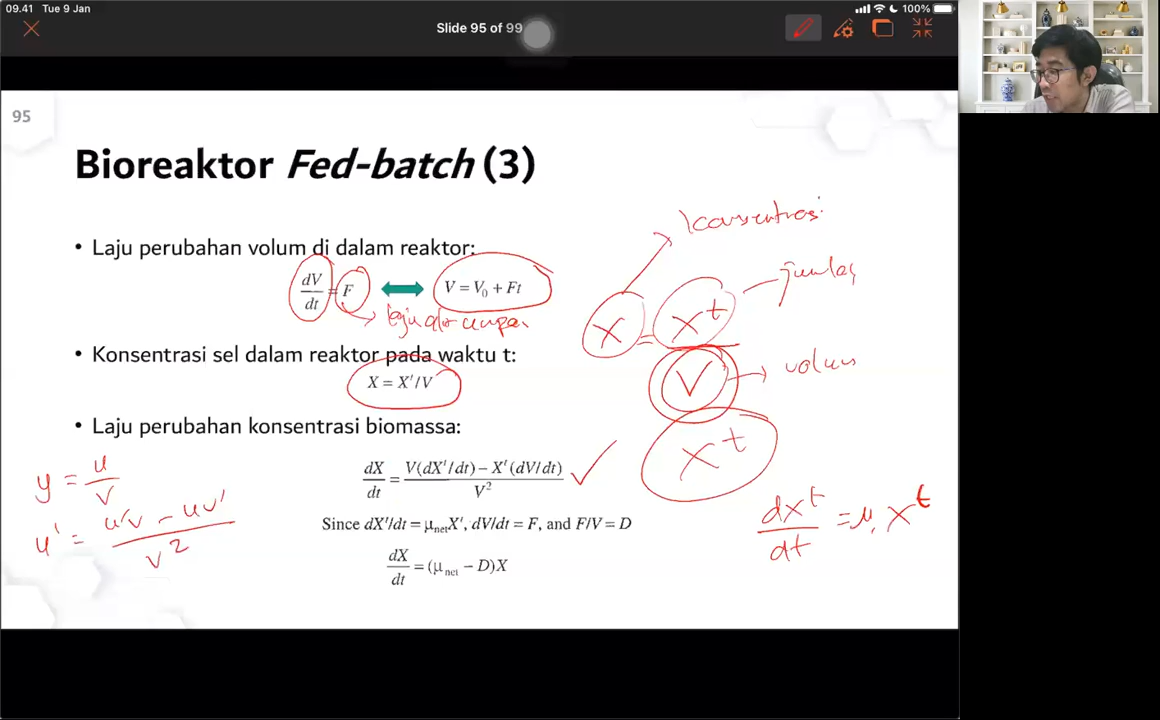 09.41 Tue 9 Jan
100%
Slide 95 of 99
95
Bioreaktor Fed-batch (3)
• Laju perubahan volum di dalam reaktor:
dV/dt = F ⟷ V = V₀ + Ft
laju alir umpan
• Konsentrasi sel dalam reaktor pada waktu t:
X = Xᵗ/V
• Laju perubahan konsentrasi biomassa:
dX/dt = (V(dXᵗ/dt) − Xᵗ(dV/dt))/V²
Since dXᵗ/dt = μnetXᵗ, dV/dt = F, and F/V = D
dX/dt = (μnet − D)X
konsentrasi
jumlah
X = Xᵗ/V
volum
Xᵗ
y = u/v
u' = (u'v − uv')/v²
dXᵗ/dt = μ. Xᵗ